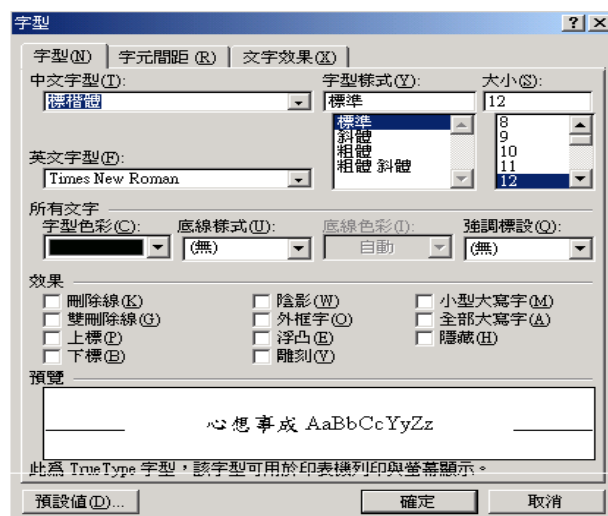 字型
字型(N) 字元間距(R) 文字效果(X)
中文字型(T): 字型樣式(Y): 大小(S):
標楷體 標準 12
標準 8
斜體 9
粗體 10
粗體 斜體 11
12
英文字型(F):
Times New Roman
所有文字
字型色彩(C): 底線樣式(U): 底線色彩(I): 強調標設(Q):
(無) 自動 (無)
效果
刪除線(K) 陰影(W) 小型大寫字(M)
雙刪除線(G) 外框字(O) 全部大寫字(A)
上標(P) 浮凸(E) 隱藏(H)
下標(B) 雕刻(V)
預覽
心想事成 AaBbCcYyZz
此為 TrueType 字型，該字型可用於印表機列印與螢幕顯示。
預設值(D)... 確定 取消